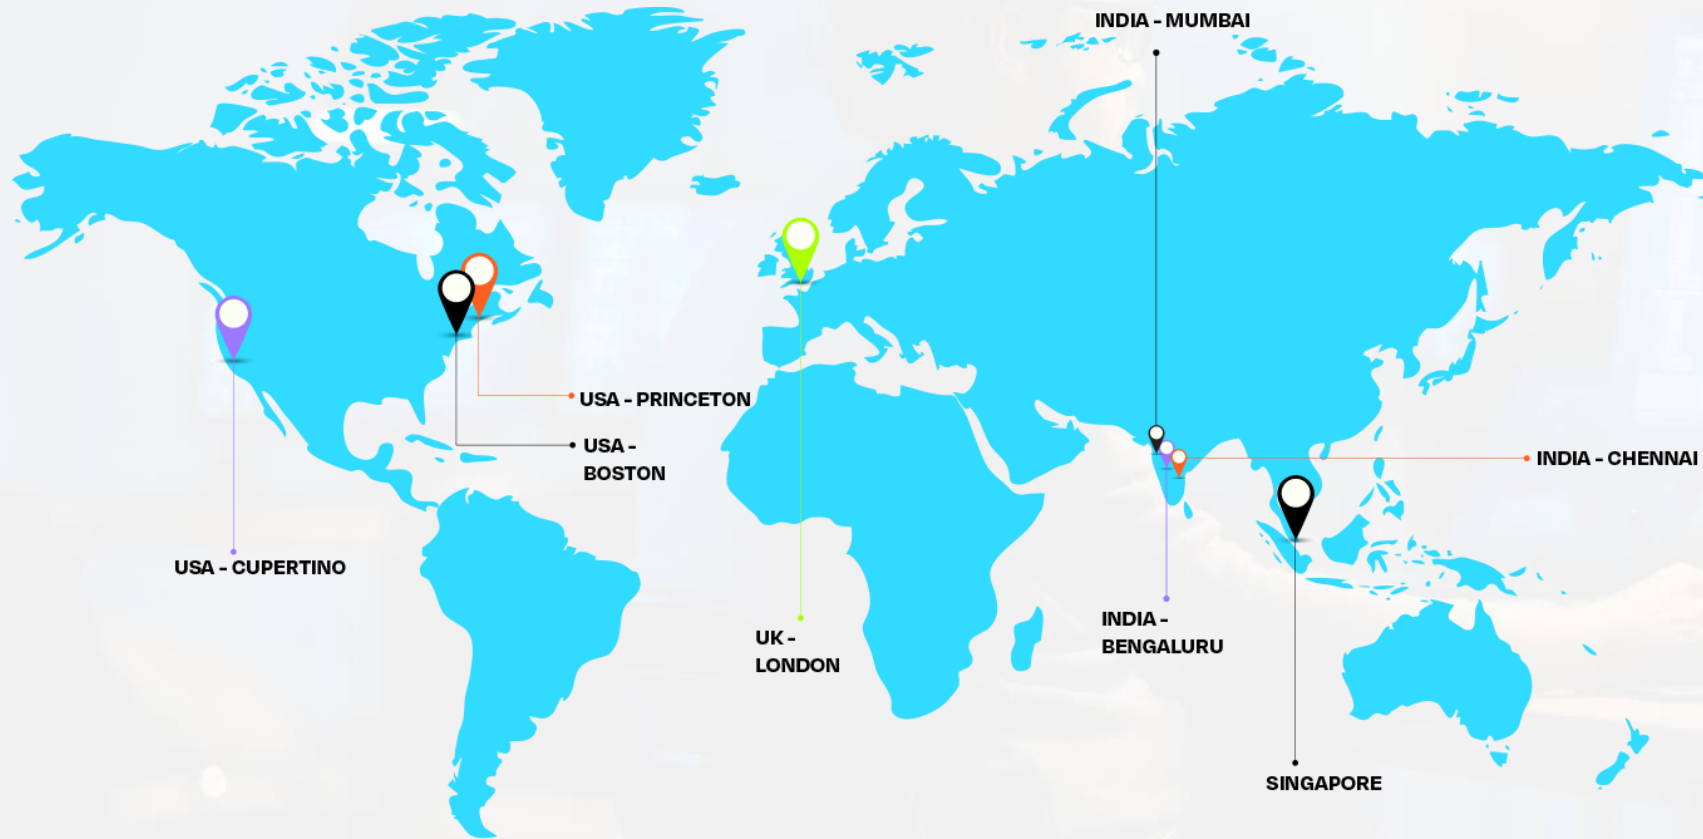 INDIA - MUMBAI
USA - PRINCETON
USA -
BOSTON
INDIA - CHENNAI
USA - CUPERTINO
INDIA -
BENGALURU
UK -
LONDON
SINGAPORE